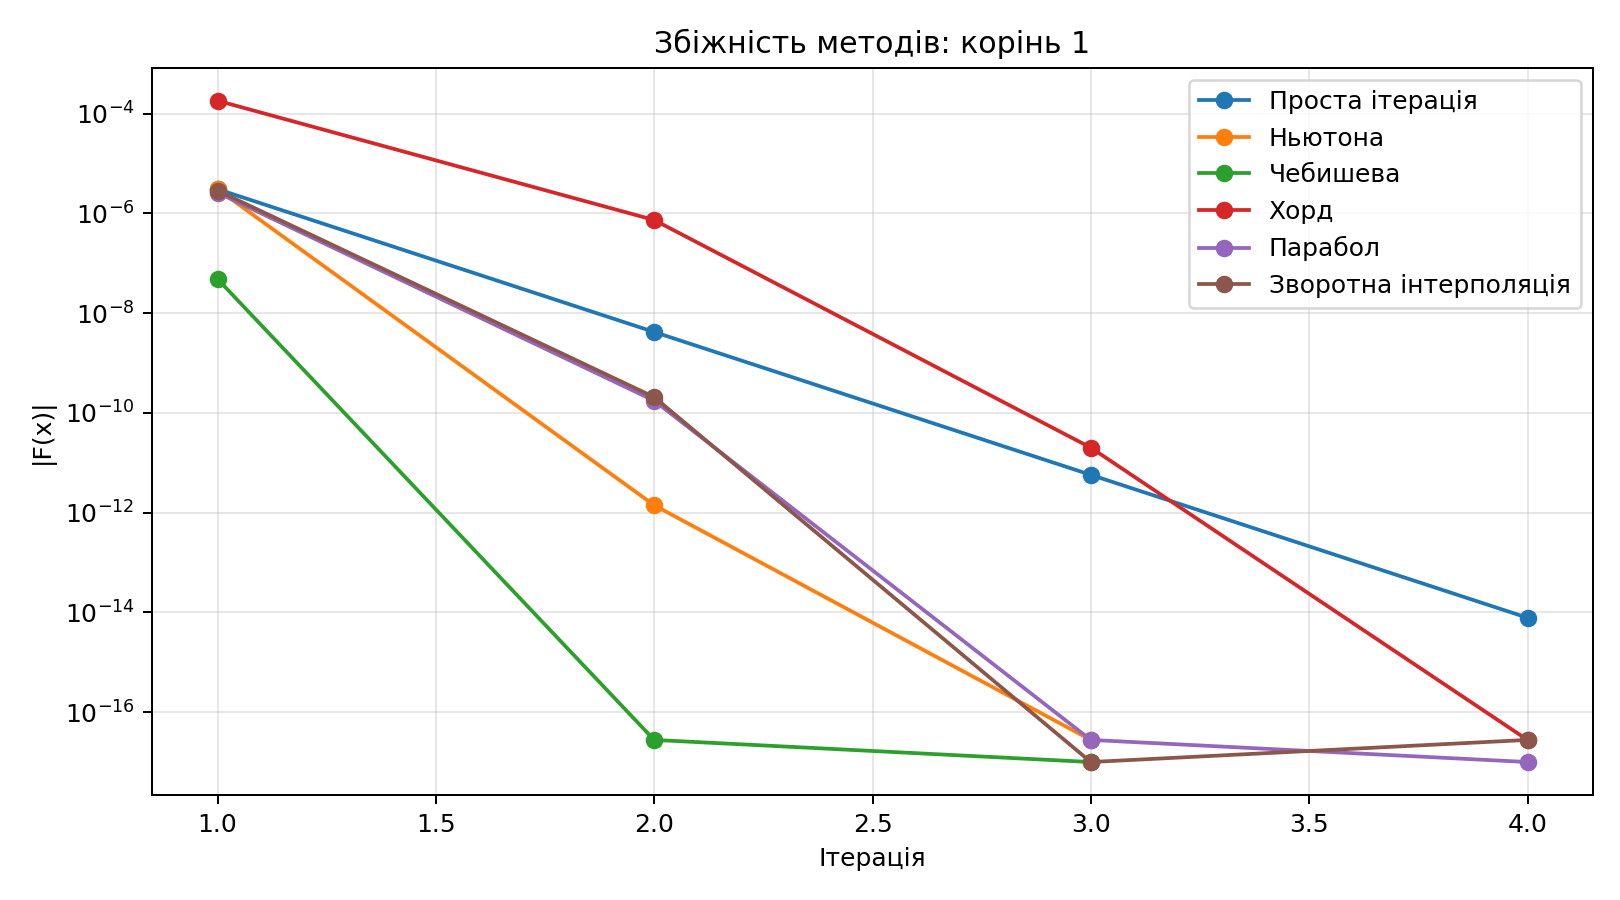 Збіжність методів: корінь 1
Проста ітерація
Ньютона
Чебишева
Хорд
Парабол
Зворотна інтерполяція
|F(x)|
10⁻⁴
10⁻⁶
10⁻⁸
10⁻¹⁰
10⁻¹²
10⁻¹⁴
10⁻¹⁶
1.0 1.5 2.0 2.5 3.0 3.5 4.0
Ітерація